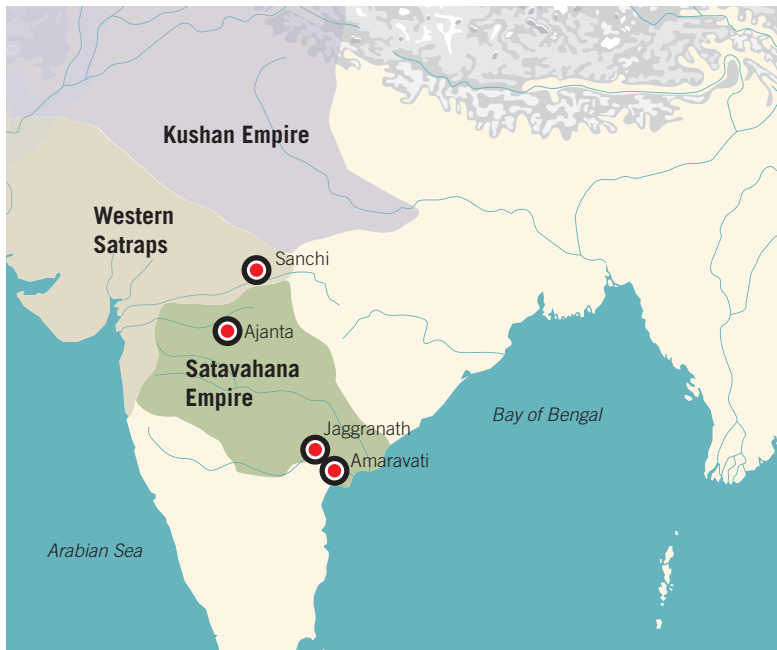 Kushan Empire
Western
Satraps
Sanchi
Ajanta
Satavahana
Empire
Jaggranath
Amaravati
Bay of Bengal
Arabian Sea